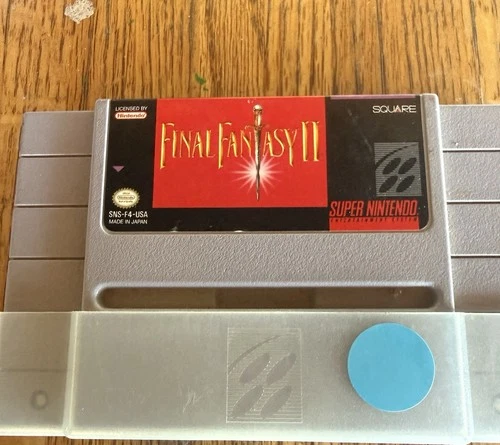 LICENSED BY
Nintendo
SQUARE
FINAL FANTASY II
SNS-F4-USA
MADE IN JAPAN
SUPER NINTENDO
ENTERTAINMENT SYSTEM